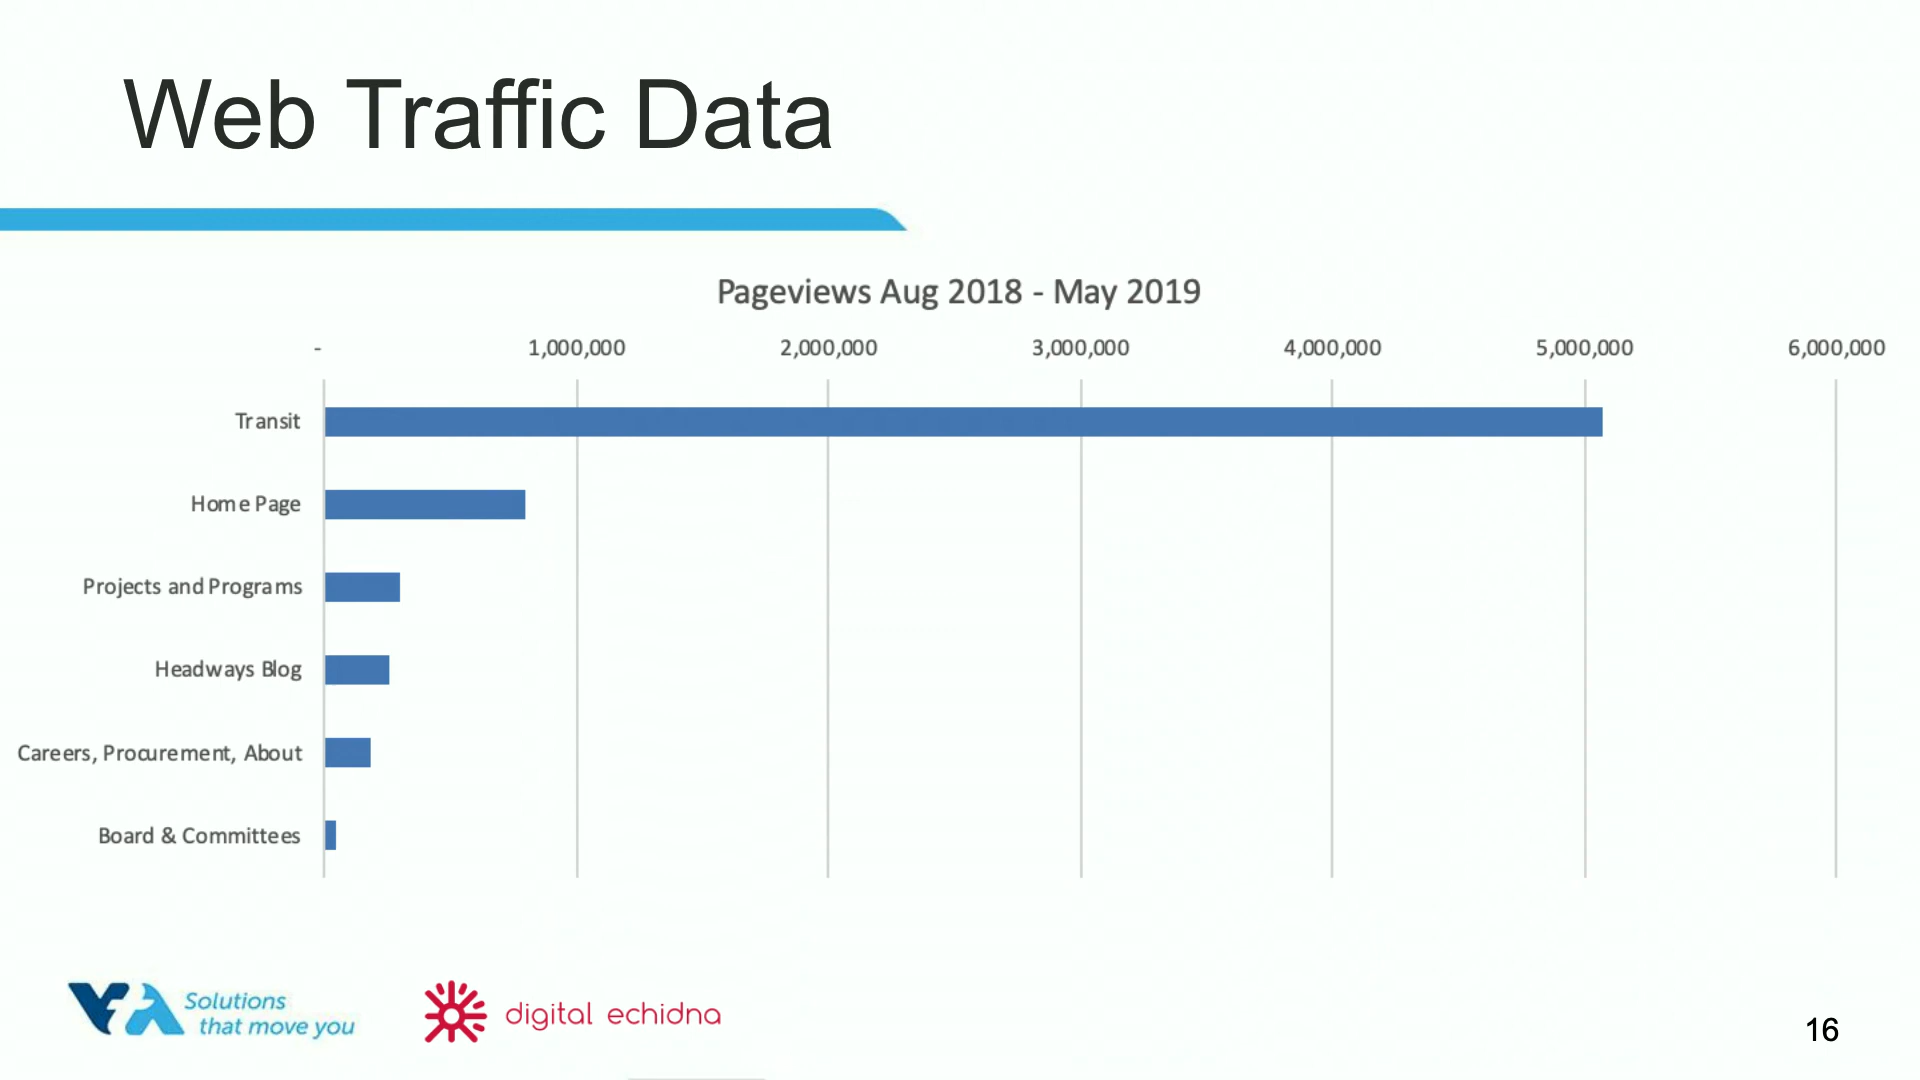 Web Traffic Data
Pageviews Aug 2018 - May 2019
- 1,000,000 2,000,000 3,000,000 4,000,000 5,000,000 6,000,000
Transit
Home Page
Projects and Programs
Headways Blog
Careers, Procurement, About
Board & Committees
VTA Solutions
that move you
digital echidna
16